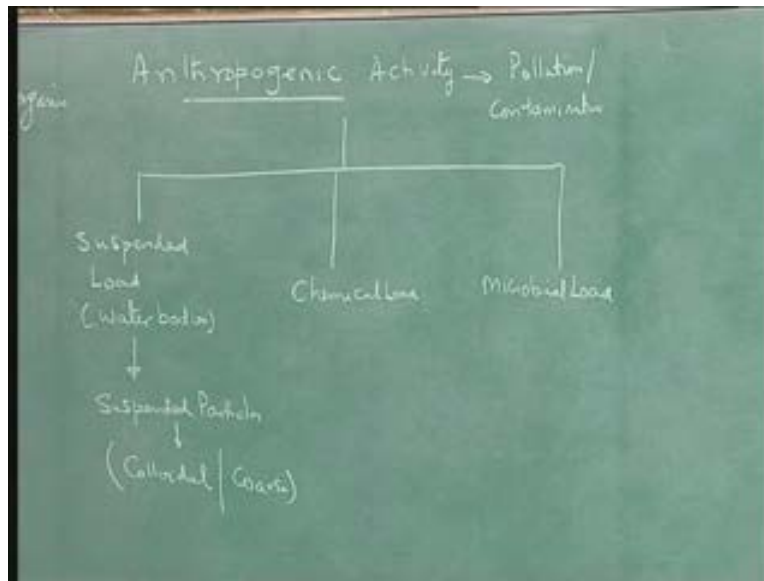 Anthropogenic Activity → Pollution/
Contamination
Suspended
Load
(Water bodies)
Chemical Load
Microbial Load
Suspended Particles
(Colloidal | Coarse)